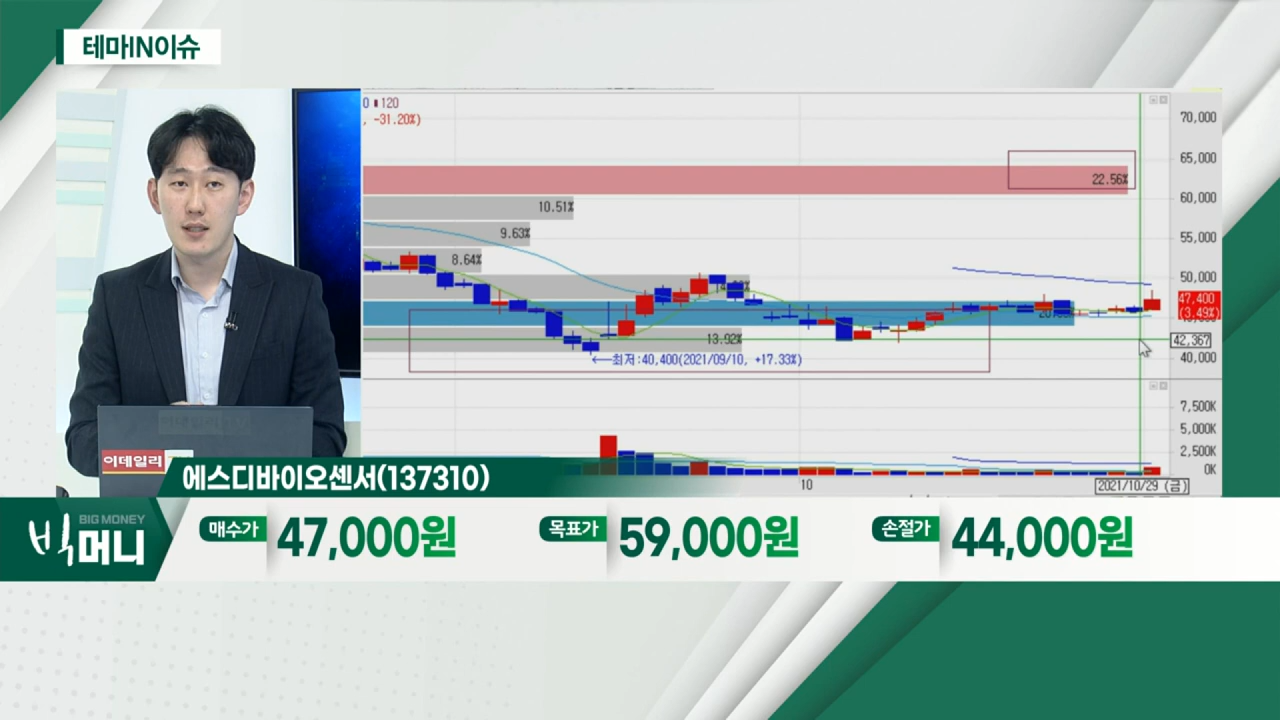 테마IN이슈
0 120
, -31.20%)
70,000
65,000
22.56%
60,000
10.51%
55,000
9.63%
8.64%
50,000
47,400
(3.49%)
13.92%
42,367
←최저:40,400(2021/09/10, +17.33%)
40,000
7,500K
5,000K
2,500K
0K
10
2021/10/29 (금)
이데일리
에스디바이오센서(137310)
BIG MONEY
빅머니
매수가 47,000원 목표가 59,000원 손절가 44,000원